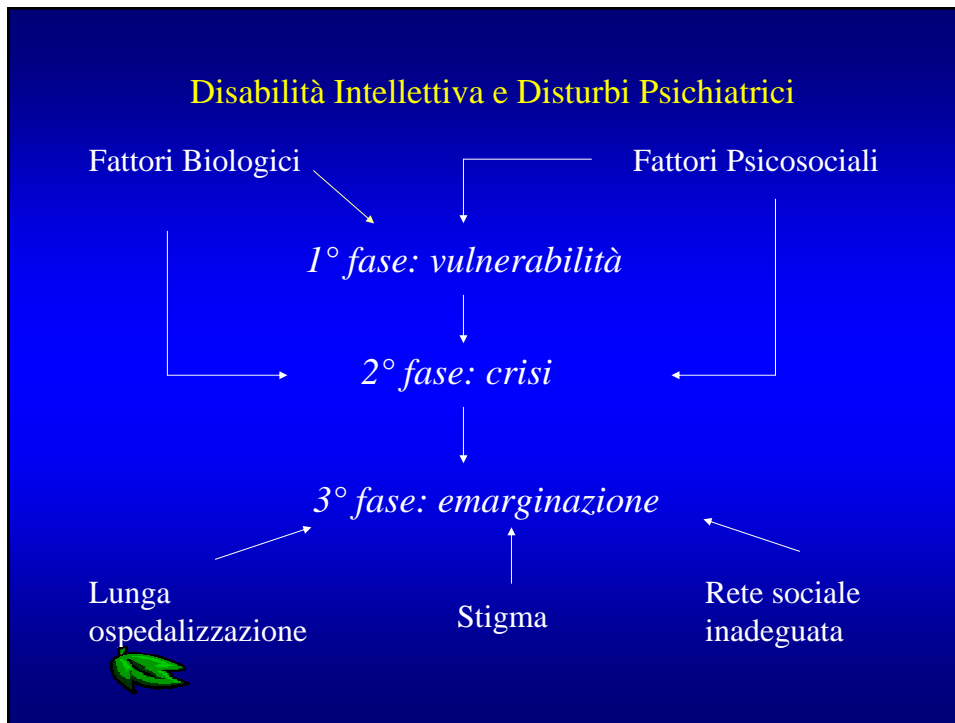 Disabilità Intellettiva e Disturbi Psichiatrici
Fattori Biologici
Fattori Psicosociali
1° fase: vulnerabilità
2° fase: crisi
3° fase: emarginazione
Lunga
ospedalizzazione
Stigma
Rete sociale
inadeguata